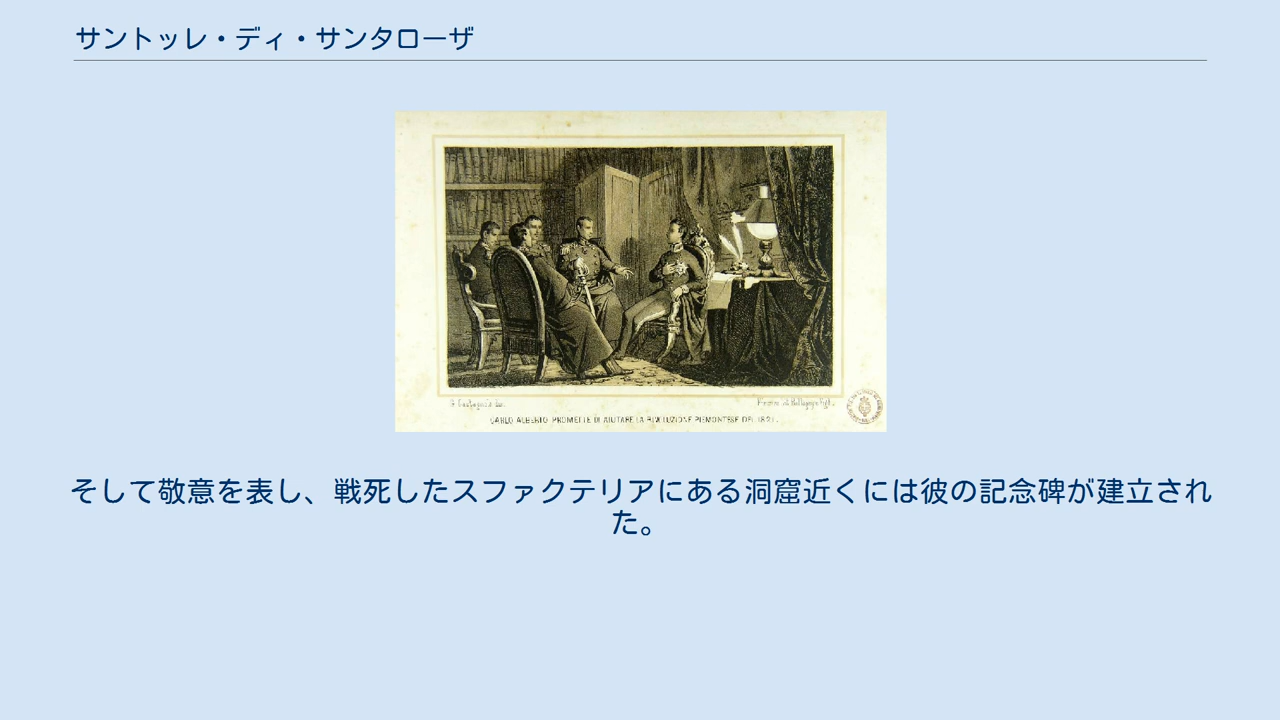 サントッレ・ディ・サンタローザ
CARLO ALBERTO PROMETTE DI AIUTARE LA RIVOLUZIONE PIEMONTESE DEL 1821.
そして敬意を表し、戦死したスファクテリアにある洞窟近くには彼の記念碑が建立され
た。